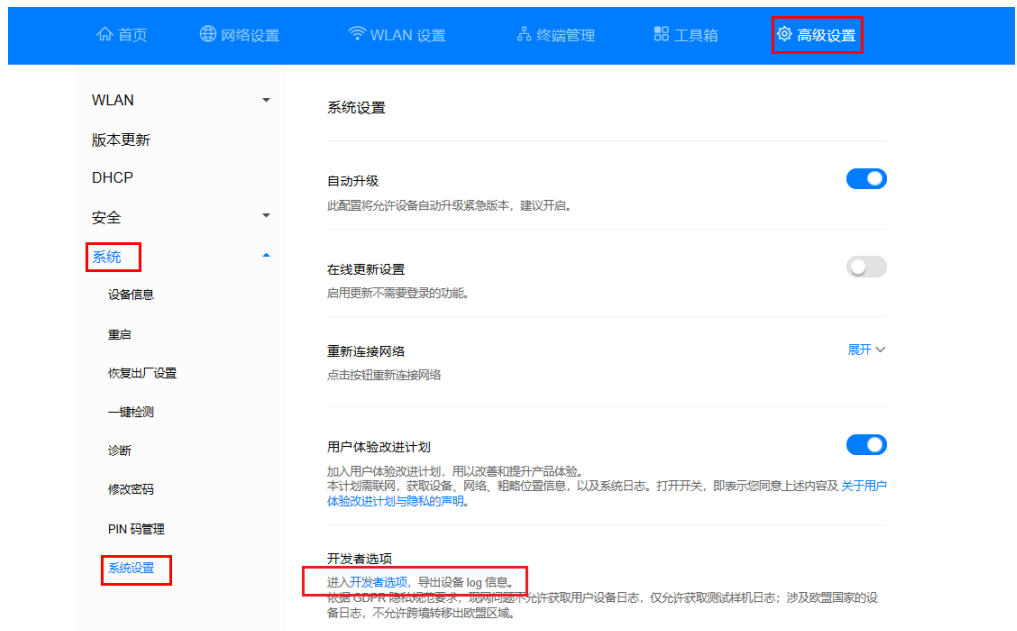 首页
网络设置
WLAN 设置
终端管理
工具箱
高级设置
WLAN
版本更新
DHCP
安全
系统
设备信息
重启
恢复出厂设置
一键检测
诊断
修改密码
PIN 码管理
系统设置
系统设置
自动升级
此配置将允许设备自动升级紧急版本，建议开启。
在线更新设置
启用更新不需要登录的功能。
重新连接网络
展开
点击按钮重新连接网络
用户体验改进计划
加入用户体验改进计划，用以改善和提升产品体验。
本计划需联网，获取设备、网络、粗略位置信息，以及系统日志。打开开关，即表示您同意上述内容及 关于用户
体验改进计划与隐私的声明。
开发者选项
进入开发者选项，导出设备 log 信息。
依据 GDPR 隐私规范要求，现网问题不允许获取用户设备日志，仅允许获取测试样机日志；涉及欧盟国家的设
备日志，不允许跨境转移出欧盟区域。